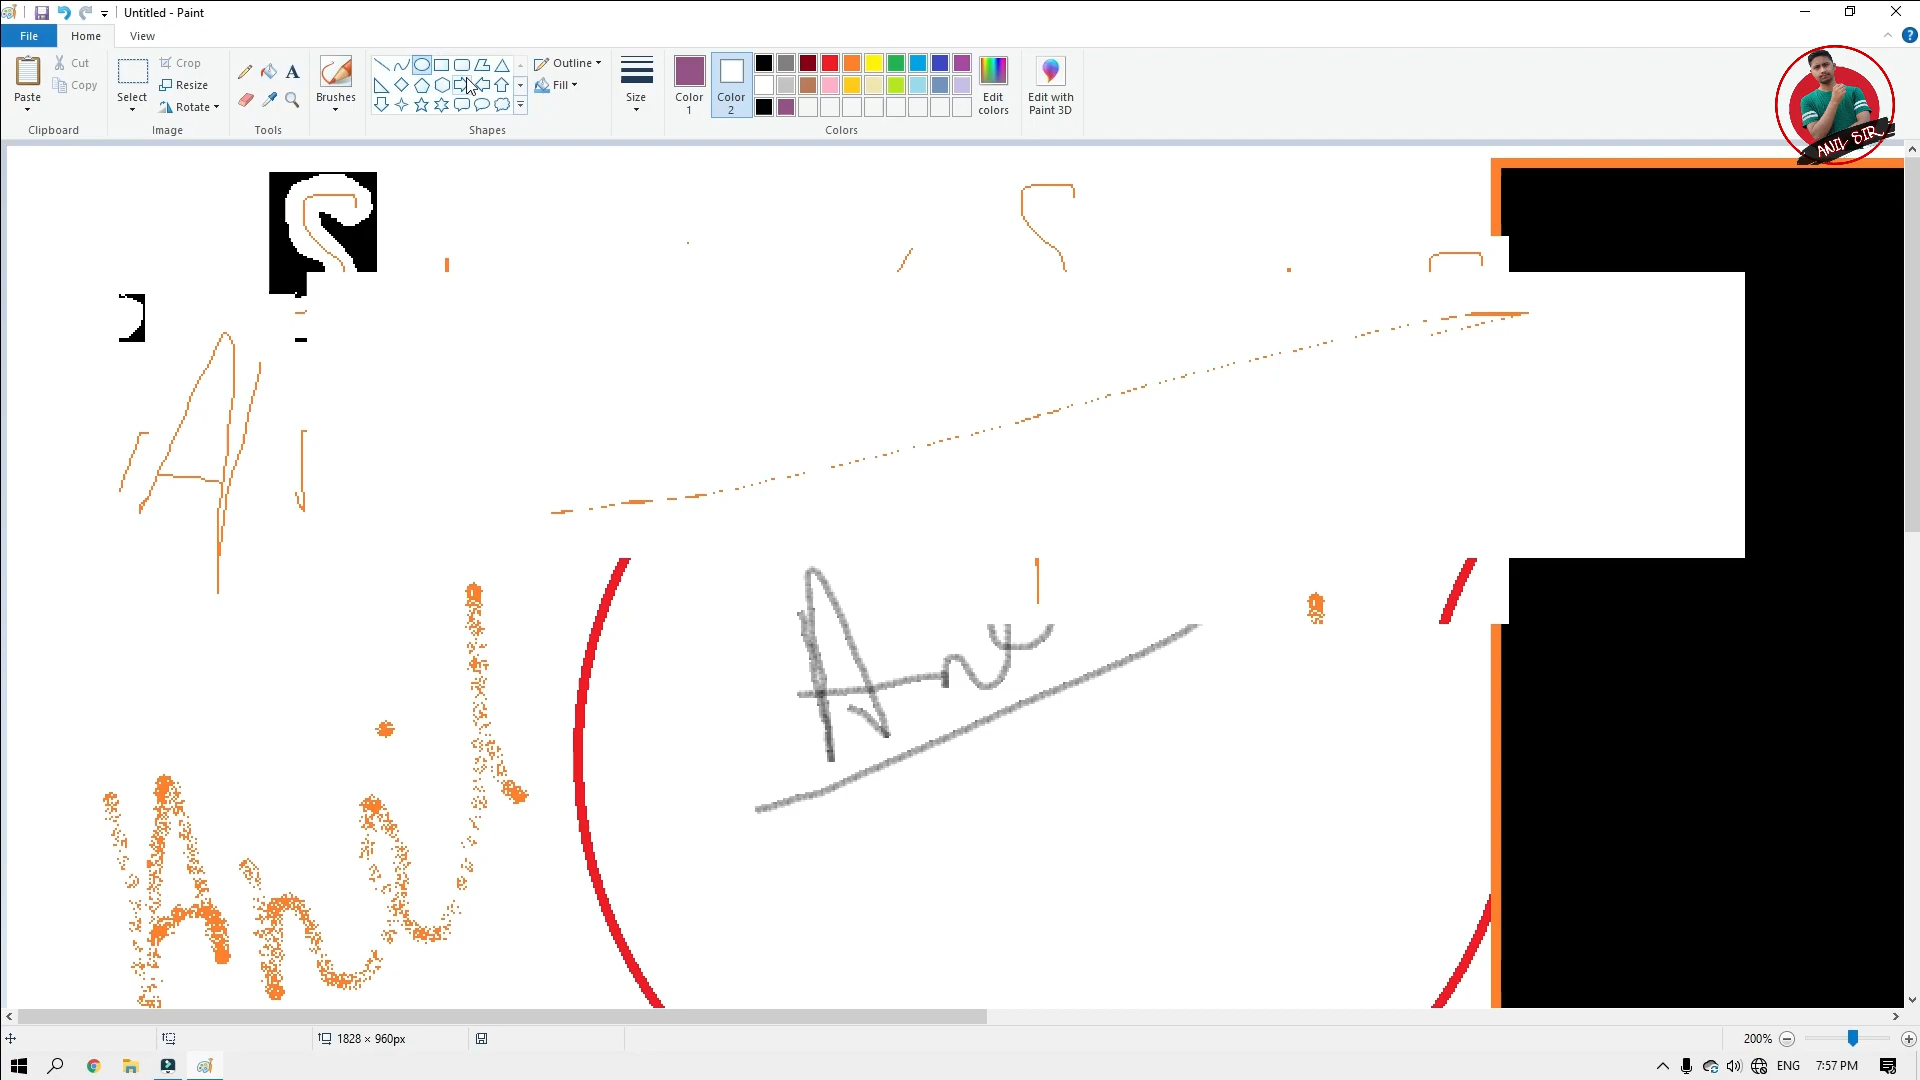 Untitled - Paint
File Home View
Paste
Cut
Copy
Clipboard
Select
Crop
Resize
Rotate
Image
A
Tools
Brushes
Shapes
Outline
Fill
Size
Color 1
Color 2
Colors
Edit colors
Edit with Paint 3D
ANIL SIR
A
Ane
Anil
1828 × 960px
200%
ENG
7:57 PM